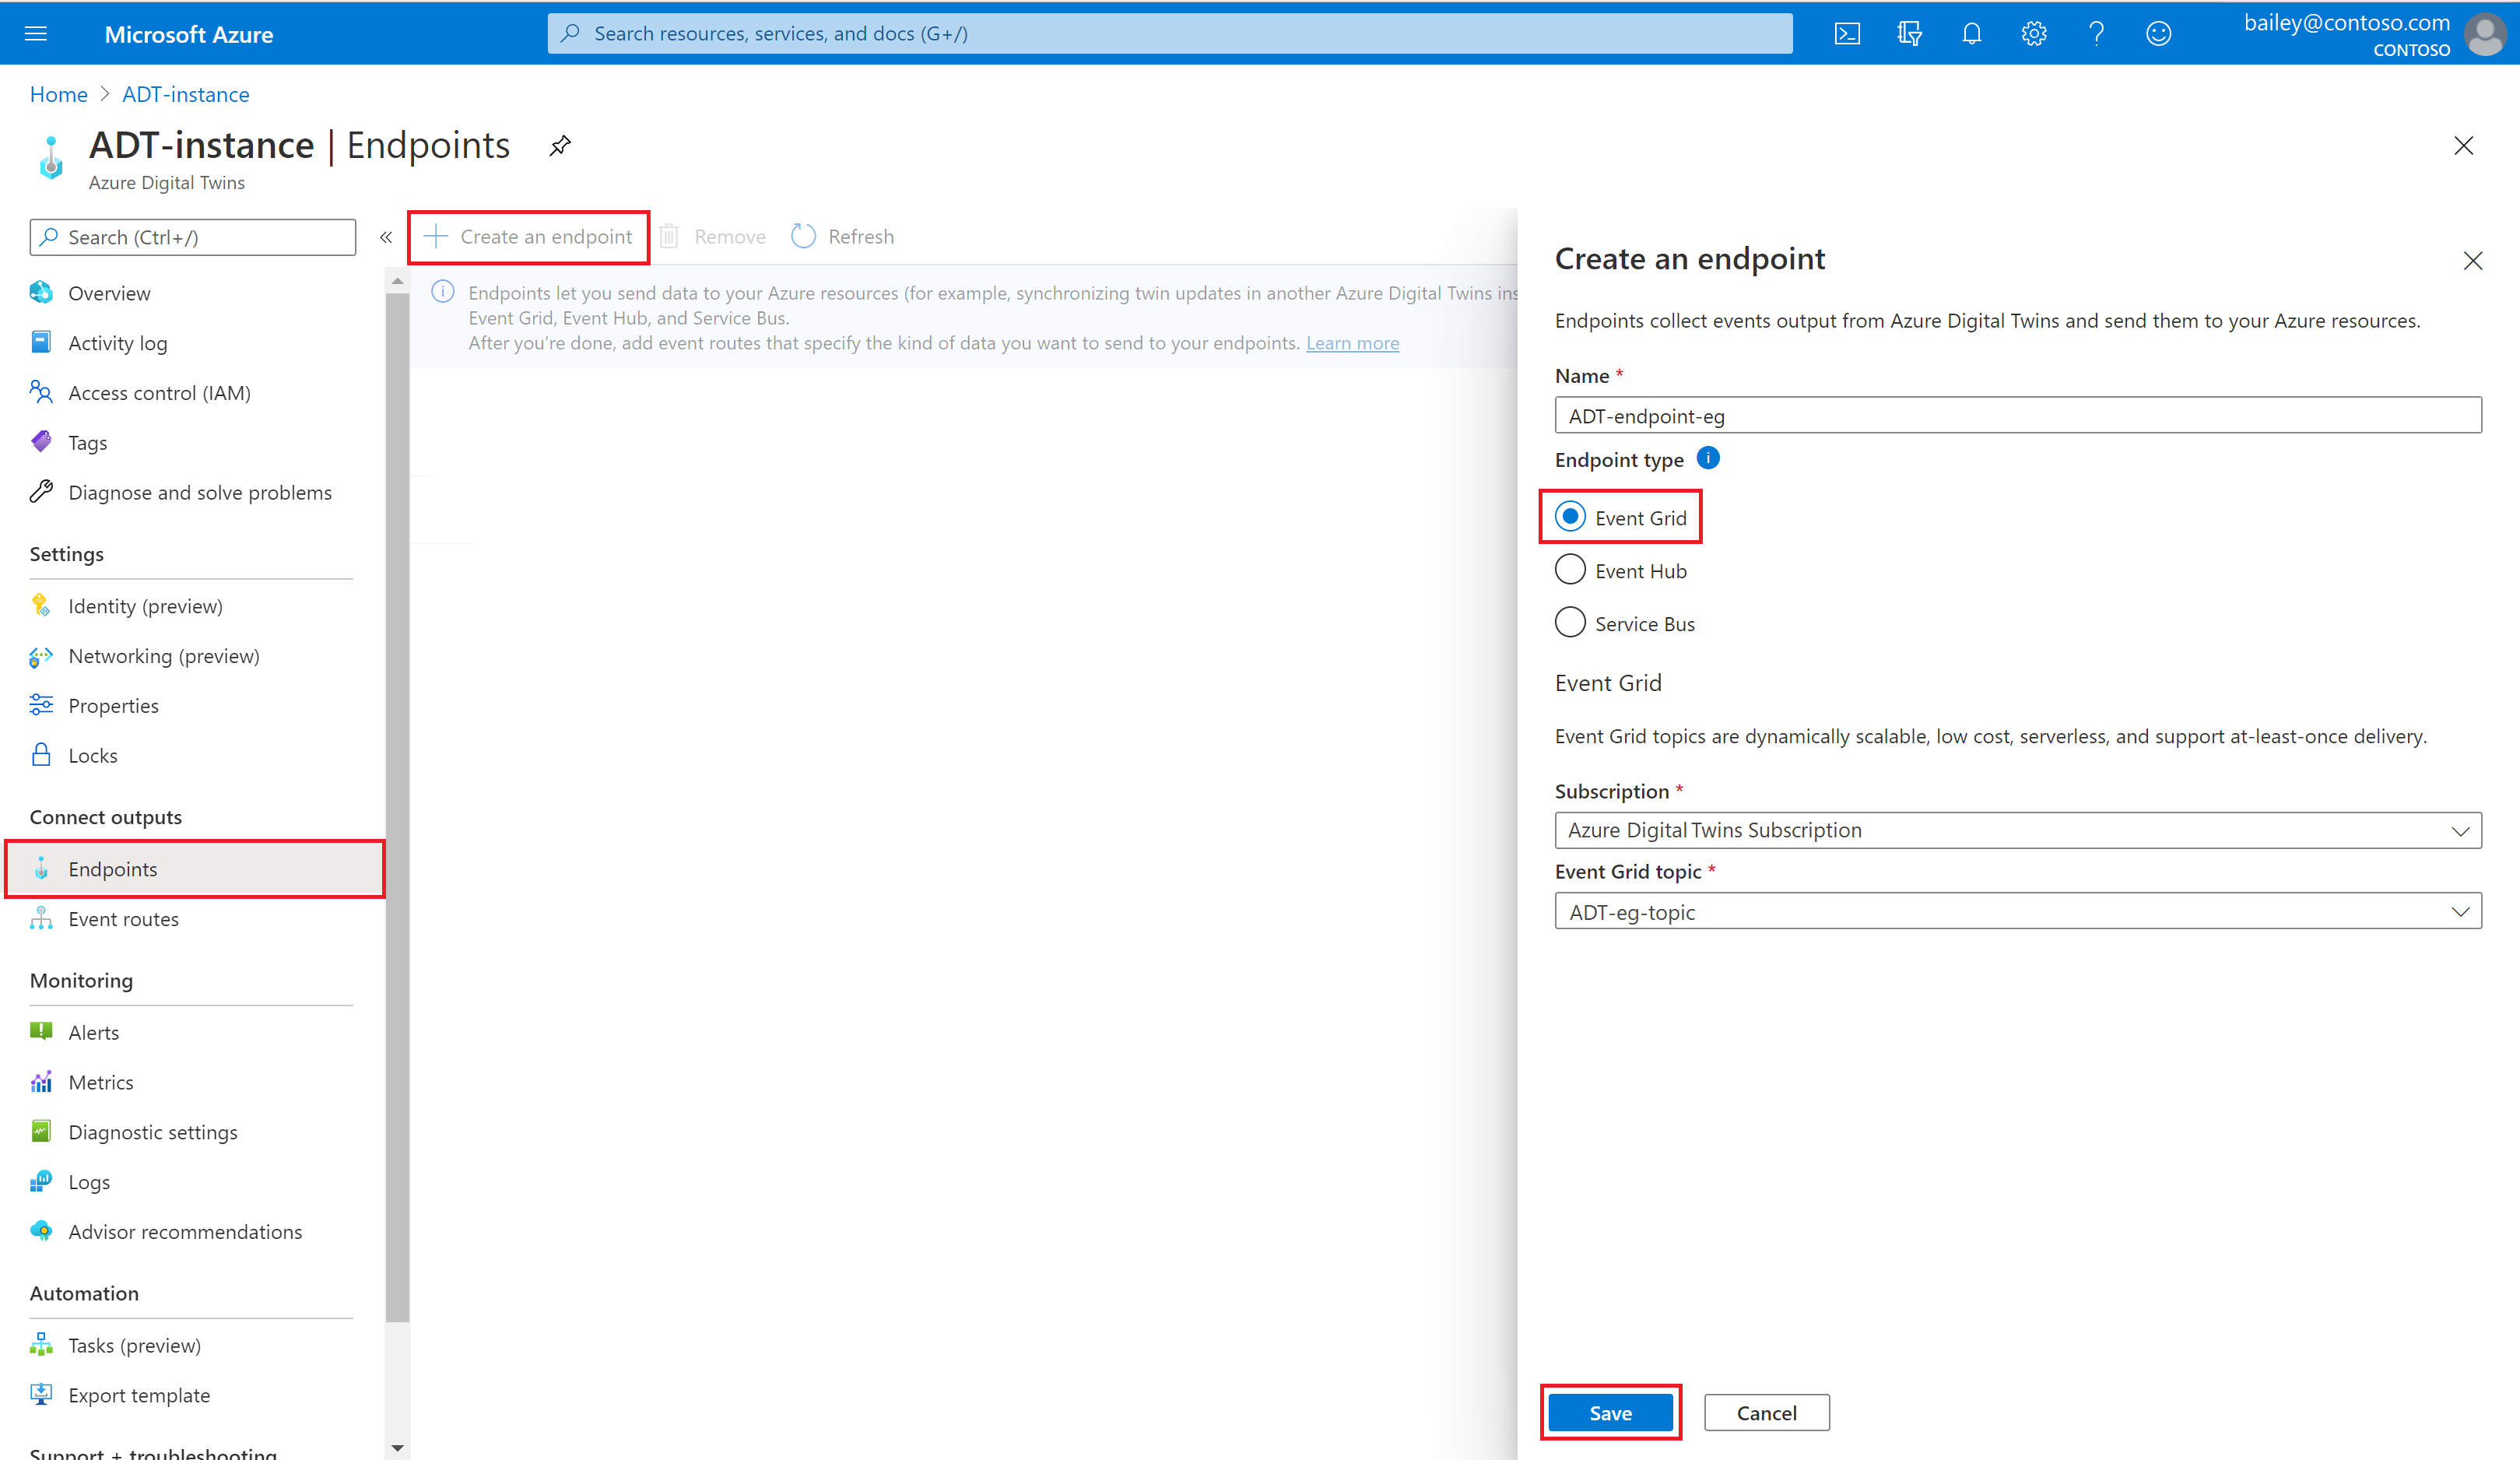 Microsoft Azure
Search resources, services, and docs (G+/)
bailey@contoso.com
CONTOSO
Home > ADT-instance
ADT-instance | Endpoints
Azure Digital Twins
Search (Ctrl+/)
«
Overview
Activity log
Access control (IAM)
Tags
Diagnose and solve problems
Settings
Identity (preview)
Networking (preview)
Properties
Locks
Connect outputs
Endpoints
Event routes
Monitoring
Alerts
Metrics
Diagnostic settings
Logs
Advisor recommendations
Automation
Tasks (preview)
Export template
Support + troubleshooting
Create an endpoint
Remove
Refresh
Endpoints let you send data to your Azure resources (for example, synchronizing twin updates in another Azure Digital Twins ins
Event Grid, Event Hub, and Service Bus.
After you’re done, add event routes that specify the kind of data you want to send to your endpoints. Learn more
Create an endpoint
Endpoints collect events output from Azure Digital Twins and send them to your Azure resources.
Name *
ADT-endpoint-eg
Endpoint type
Event Grid
Event Hub
Service Bus
Event Grid
Event Grid topics are dynamically scalable, low cost, serverless, and support at-least-once delivery.
Subscription *
Azure Digital Twins Subscription
Event Grid topic *
ADT-eg-topic
Save
Cancel